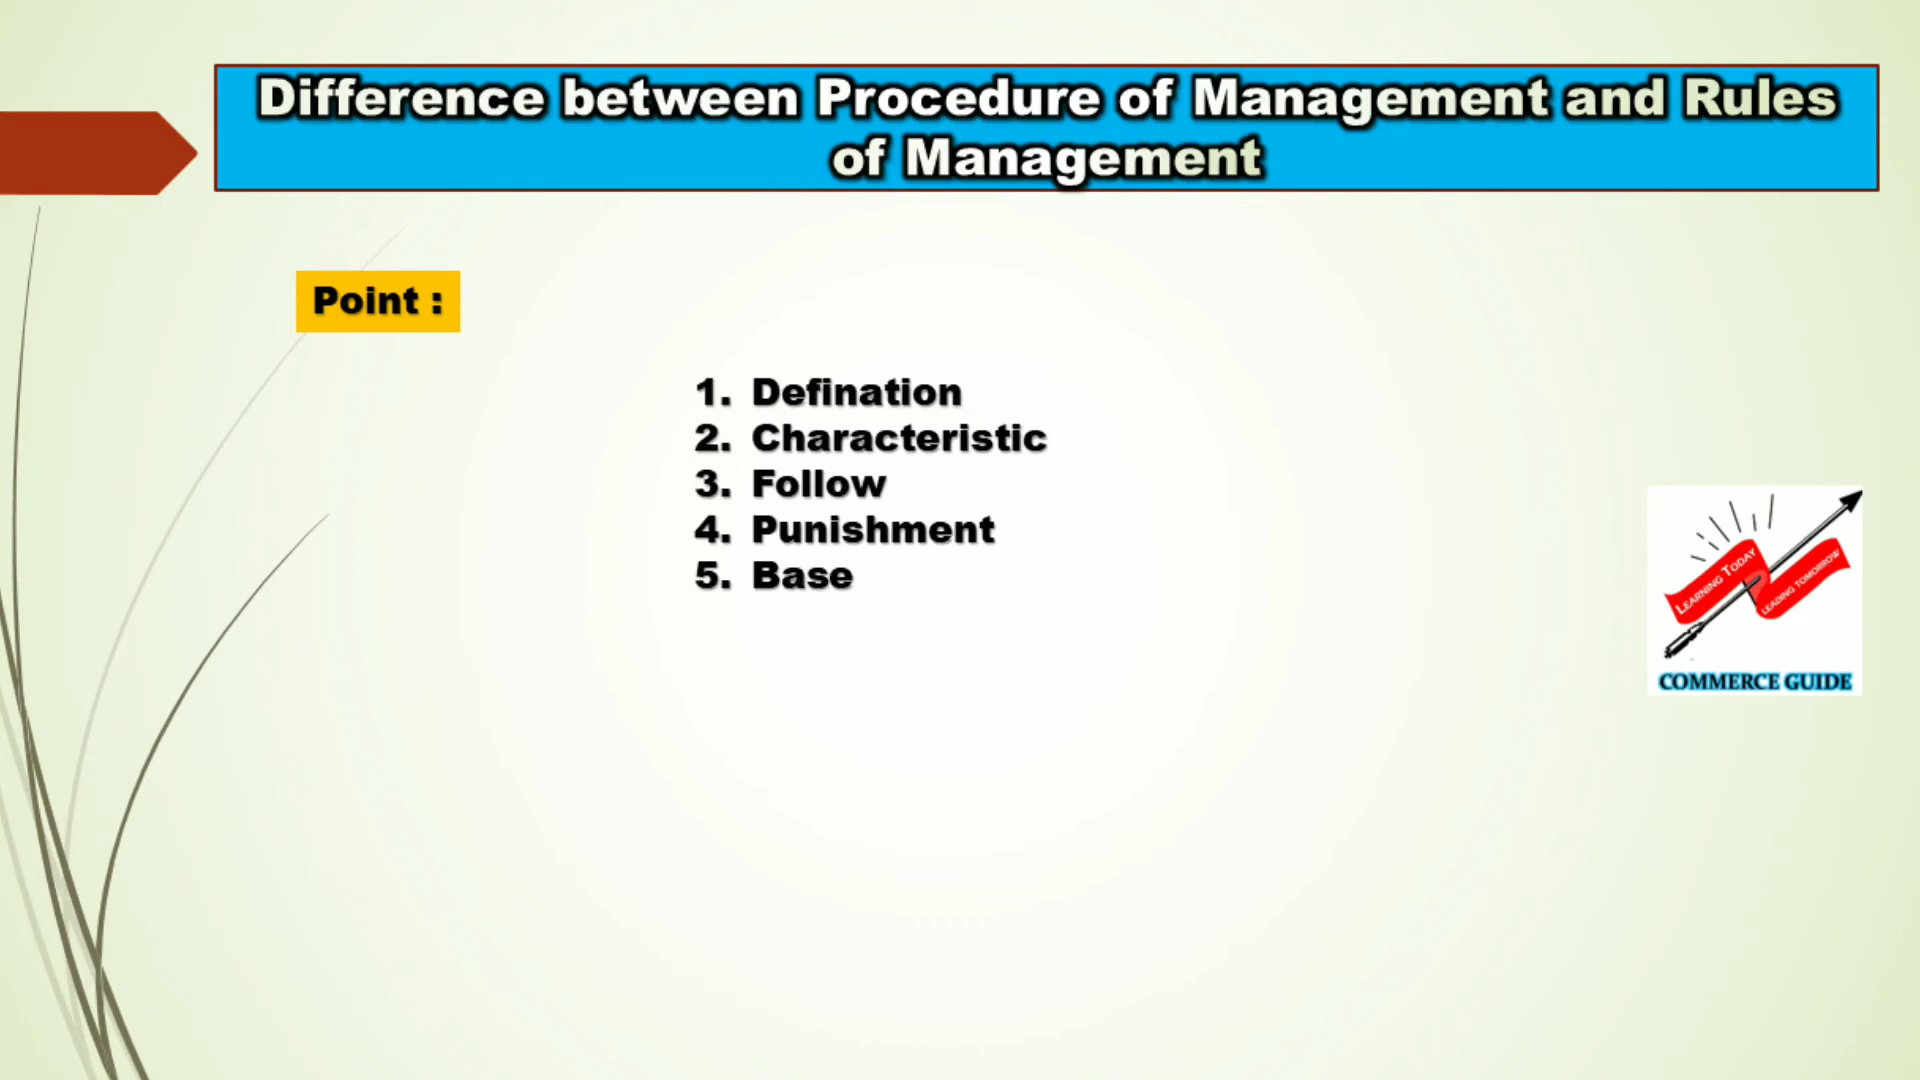 Difference between Procedure of Management and Rules
of Management
Point :
1. Defination
2. Characteristic
3. Follow
4. Punishment
5. Base
LEARNING TODAY
LEADING TOMORROW
COMMERCE GUIDE